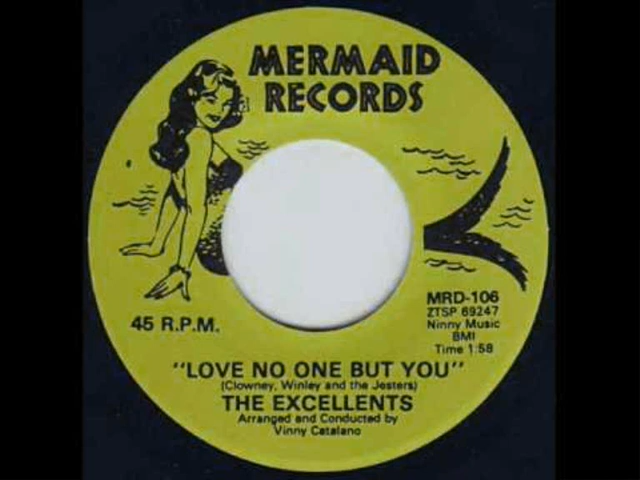 MERMAID
RECORDS
MRD-106
ZTSP 69247
Ninny Music
BMI
Time 1:58
45 R.P.M.
"LOVE NO ONE BUT YOU"
(Clowney, Winley and the Jesters)
THE EXCELLENTS
Arranged and Conducted by
Vinny Catalano